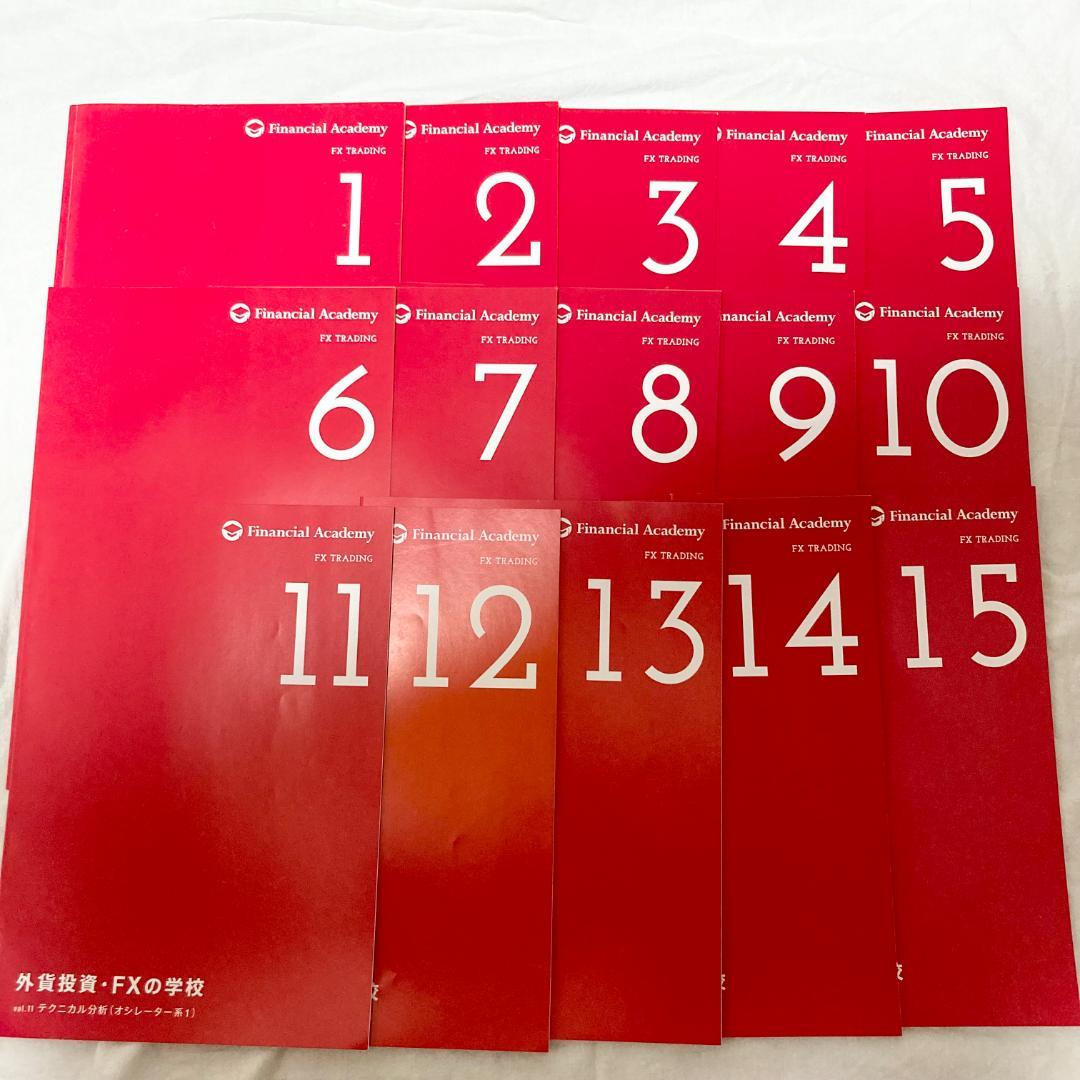 Financial Academy
FX TRADING
1
Financial Academy
FX TRADING
2
Financial Academy
FX TRADING
3
Financial Academy
FX TRADING
4
Financial Academy
FX TRADING
5
Financial Academy
FX TRADING
6
Financial Academy
FX TRADING
7
Financial Academy
FX TRADING
8
Financial Academy
FX TRADING
9
Financial Academy
FX TRADING
10
Financial Academy
FX TRADING
11
外貨投資・FXの学校
vol.11 テクニカル分析(オシレーター系1)
Financial Academy
FX TRADING
12
校
Financial Academy
FX TRADING
13
Financial Academy
FX TRADING
14
校
Financial Academy
FX TRADING
15